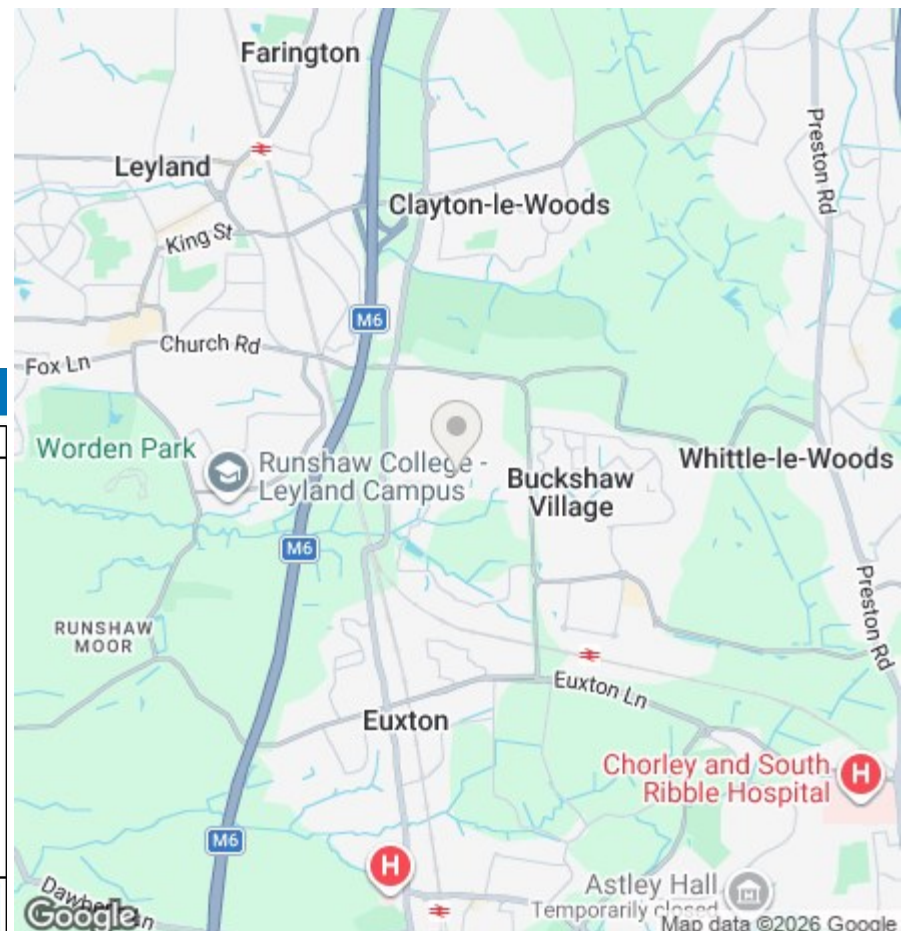 Farington
Leyland
Clayton-le-Woods
Preston Rd
King St
M6
Church Rd
Fox Ln
Worden Park
Runshaw College -
Leyland Campus
Buckshaw
Village
Whittle-le-Woods
M6
RUNSHAW
MOOR
Preston Rd
Euxton Ln
Euxton
Chorley and South
Ribble Hospital
H
M6
H
Astley Hall
Temporarily closed
Google
Map data ©2026 Google